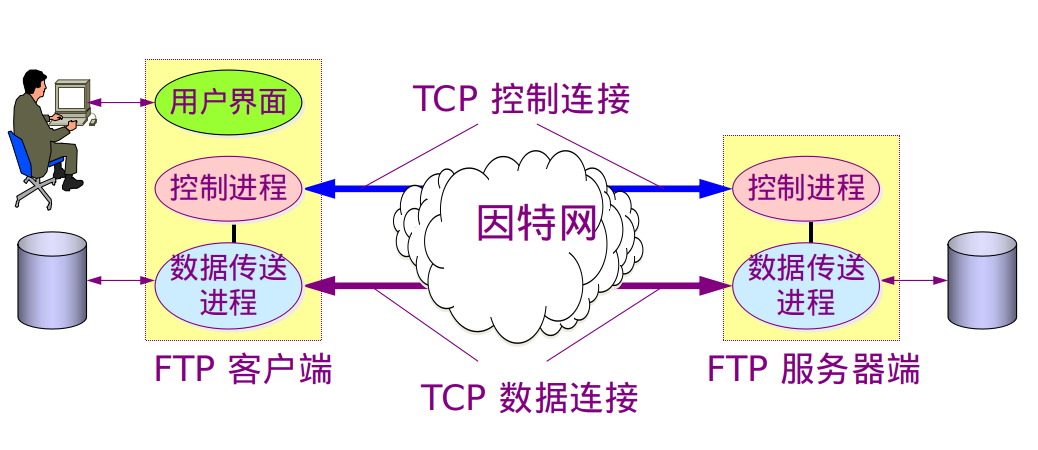 TCP 控制连接
用户界面
控制进程
因特网
控制进程
数据传送
进程
数据传送
进程
FTP 客户端
FTP 服务器端
TCP 数据连接